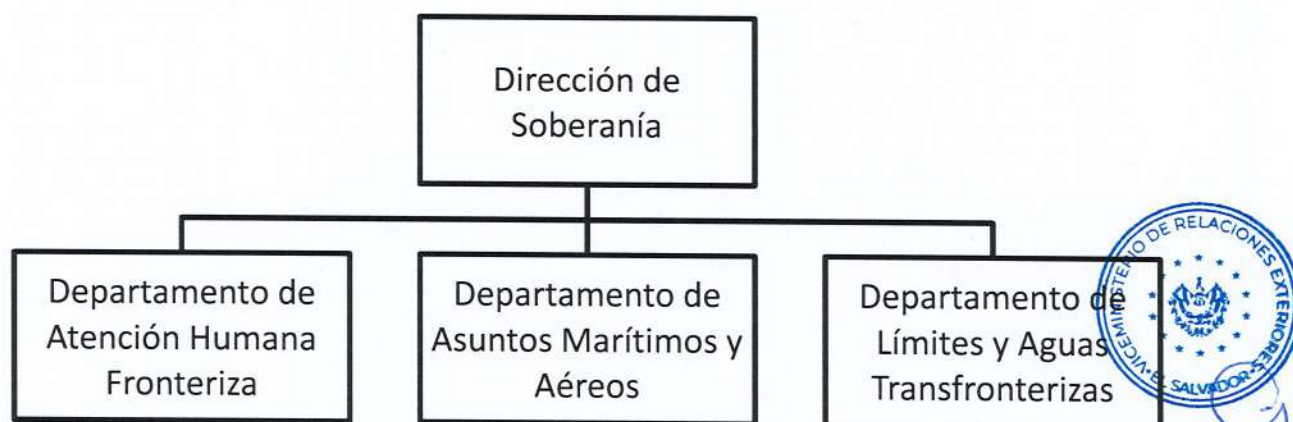 Dirección de
Soberanía
Departamento de
Atención Humana
Fronteriza
Departamento de
Asuntos Marítimos y
Aéreos
Departamento de
Límites y Aguas
Transfronterizas
VICEMINISTERIO DE RELACIONES EXTERIORES
EL SALVADOR